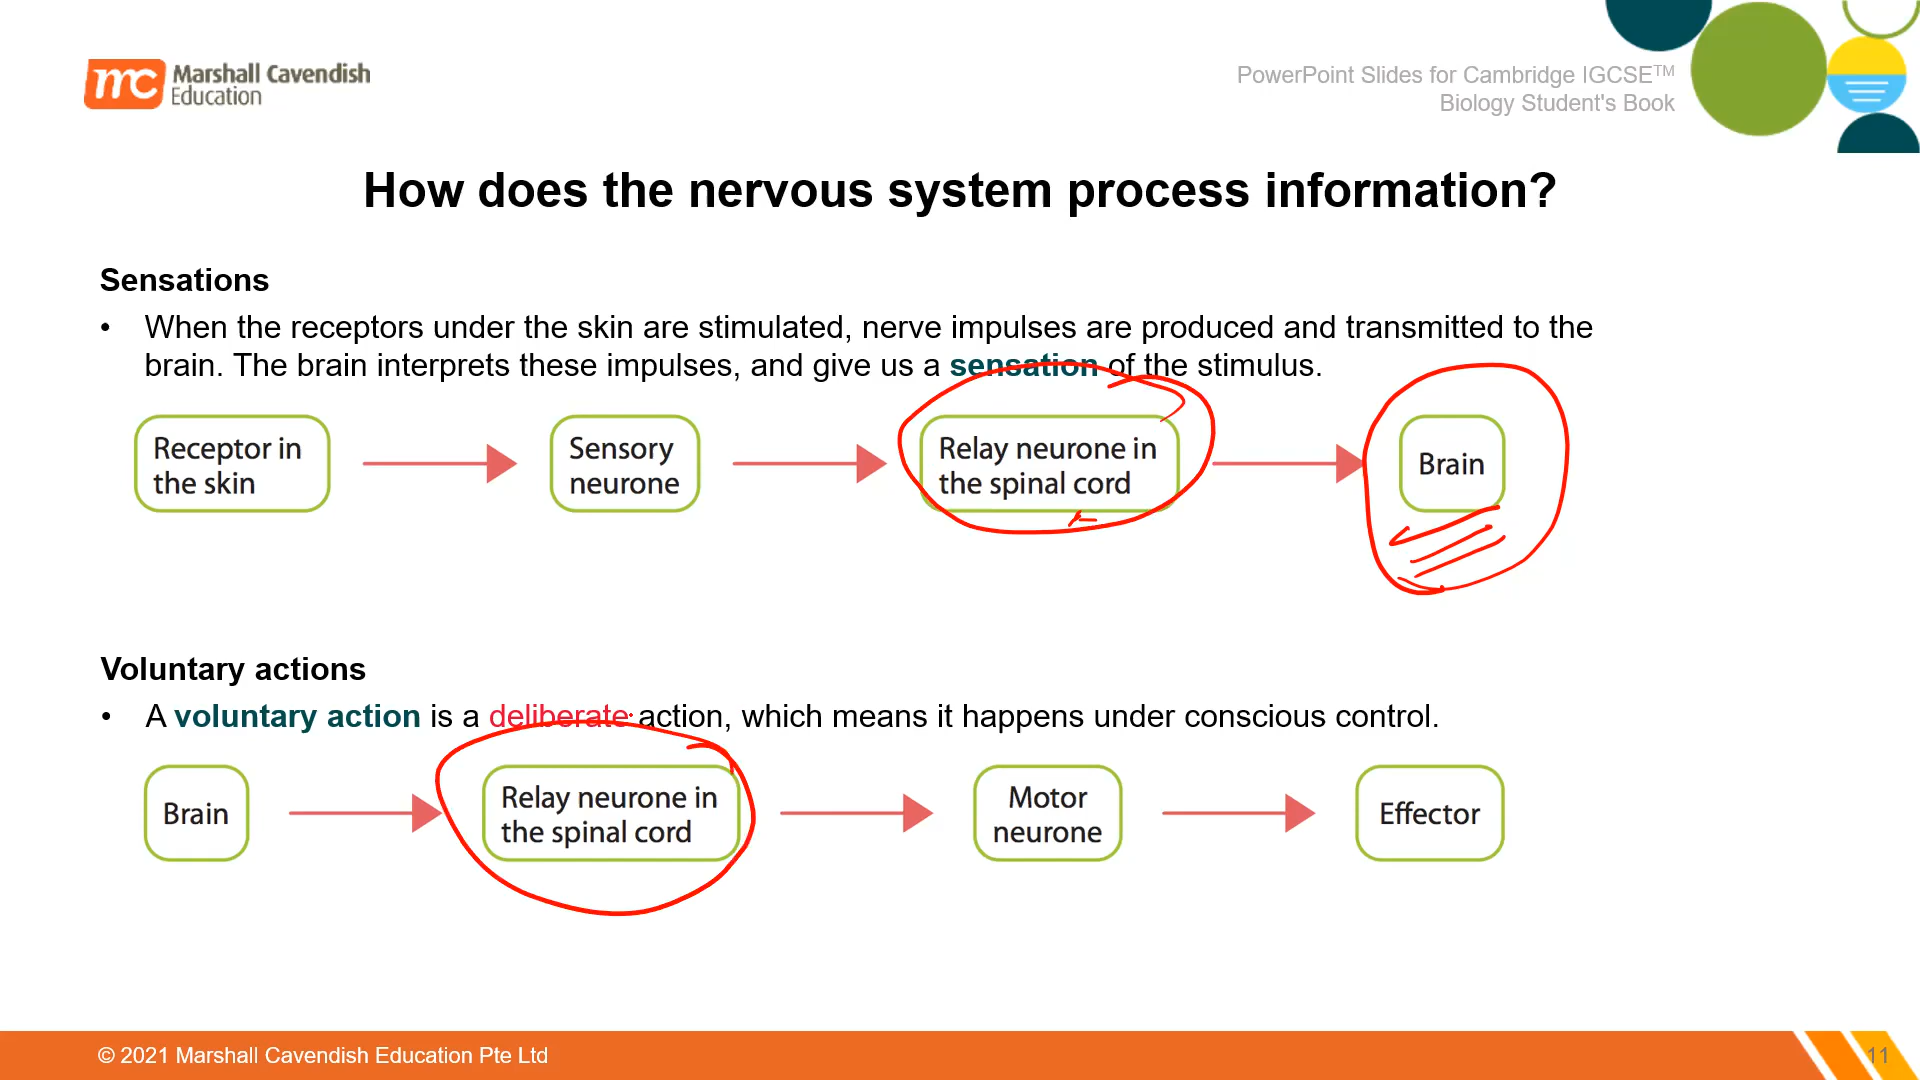 mc Marshall Cavendish
Education
PowerPoint Slides for Cambridge IGCSE™
Biology Student's Book
How does the nervous system process information?
Sensations
• When the receptors under the skin are stimulated, nerve impulses are produced and transmitted to the
brain. The brain interprets these impulses, and give us a sensation of the stimulus.
Receptor in
the skin
Sensory
neurone
Relay neurone in
the spinal cord
Brain
Voluntary actions
• A voluntary action is a deliberate action, which means it happens under conscious control.
Brain
Relay neurone in
the spinal cord
Motor
neurone
Effector
© 2021 Marshall Cavendish Education Pte Ltd
11